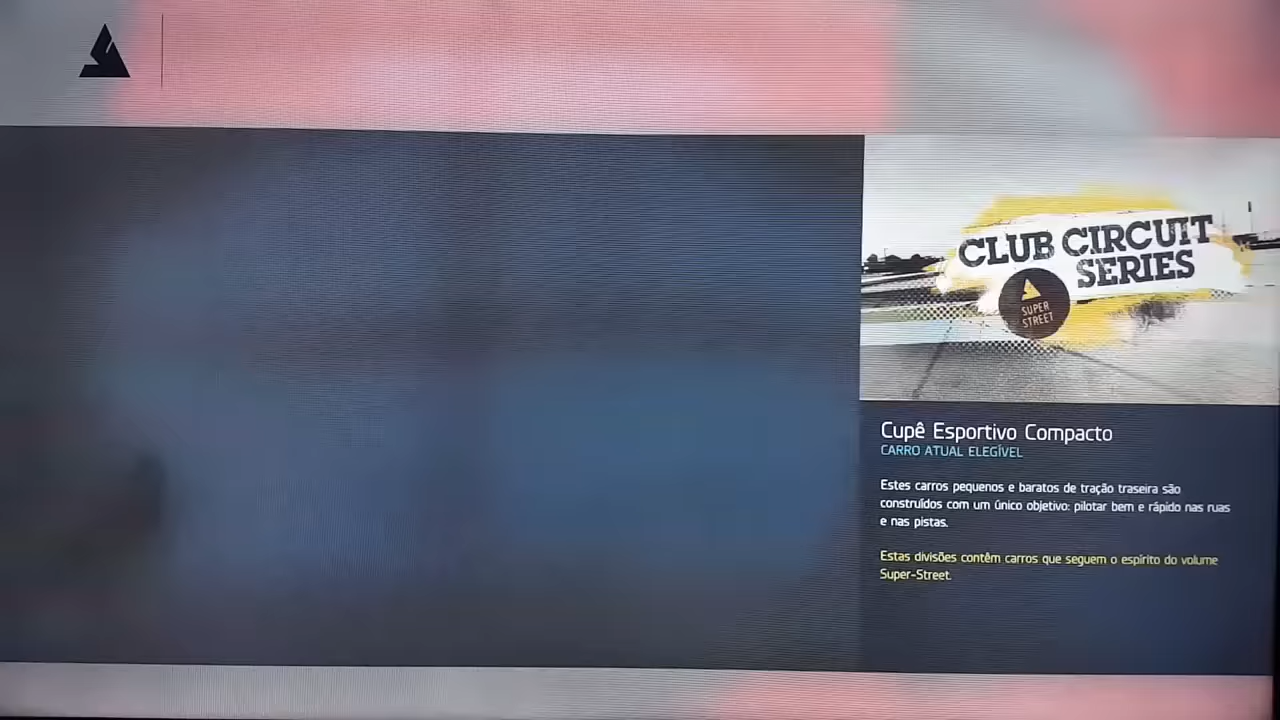 CLUB CIRCUIT
SERIES
SUPER
STREET
Cupê Esportivo Compacto
CARRO ATUAL ELEGÍVEL
Estes carros pequenos e baratos de tração traseira são
construídos com um único objetivo: pilotar bem e rápido nas ruas
e nas pistas.
Estas divisões contêm carros que seguem o espírito do volume
Super-Street.